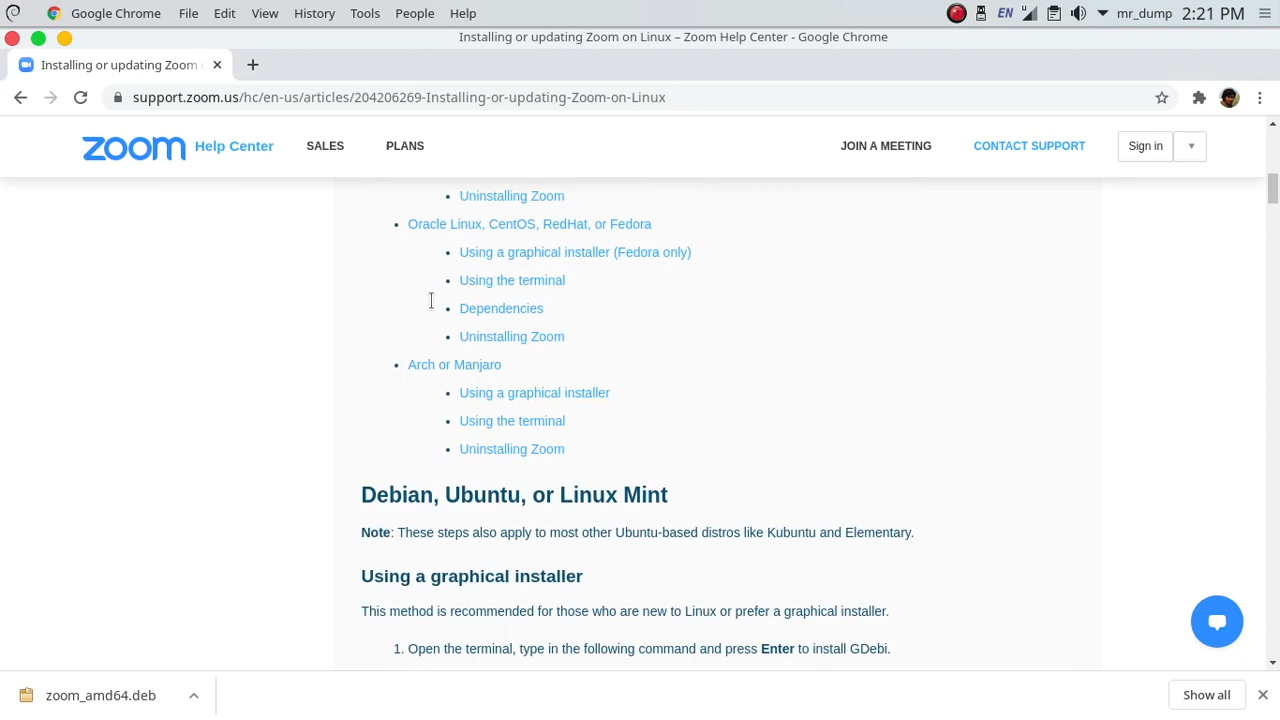 Google Chrome File Edit View History Tools People Help EN mr_dump 2:21 PM
Installing or updating Zoom on Linux – Zoom Help Center - Google Chrome
Installing or updating Zoom
support.zoom.us/hc/en-us/articles/204206269-Installing-or-updating-Zoom-on-Linux
zoom Help Center SALES PLANS JOIN A MEETING CONTACT SUPPORT Sign in
Uninstalling Zoom
Oracle Linux, CentOS, RedHat, or Fedora
Using a graphical installer (Fedora only)
Using the terminal
Dependencies
Uninstalling Zoom
Arch or Manjaro
Using a graphical installer
Using the terminal
Uninstalling Zoom
Debian, Ubuntu, or Linux Mint
Note: These steps also apply to most other Ubuntu-based distros like Kubuntu and Elementary.
Using a graphical installer
This method is recommended for those who are new to Linux or prefer a graphical installer.
1. Open the terminal, type in the following command and press Enter to install GDebi.
zoom_amd64.deb Show all